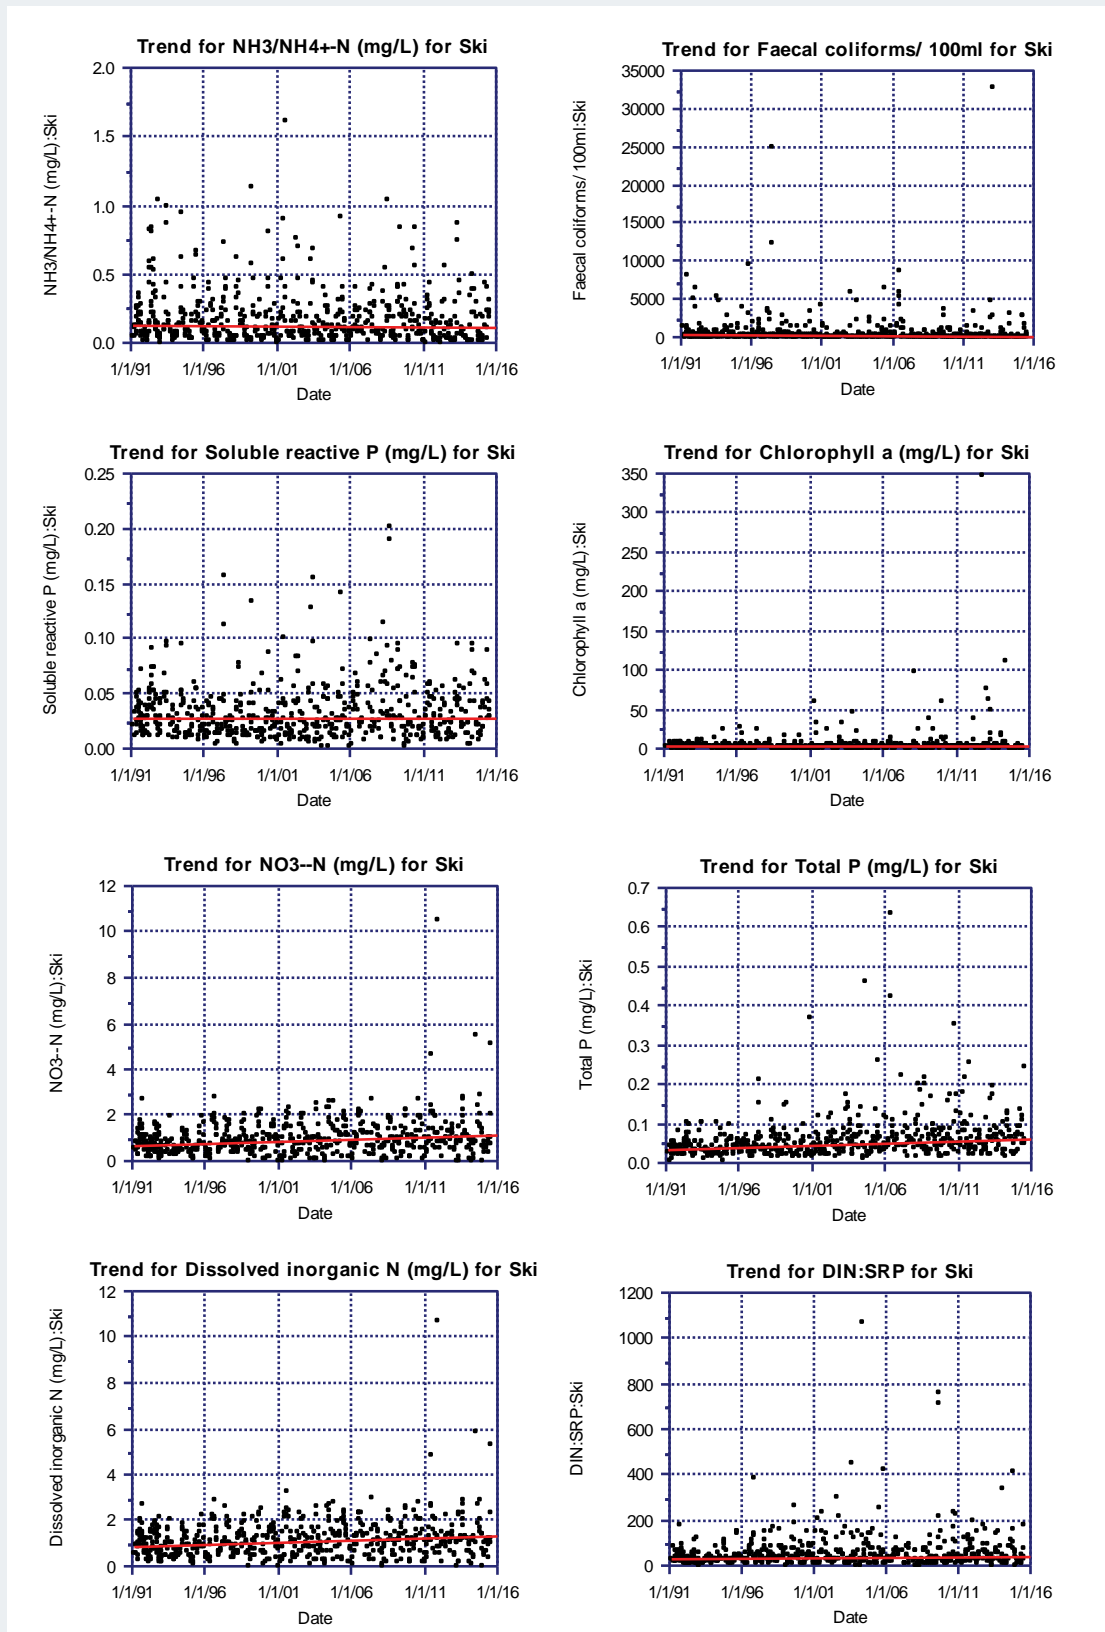 Trend for NH3/NH4+-N (mg/L) for Ski
NH3/NH4+-N (mg/L):Ski
2.0
1.5
1.0
0.5
0.0
1/1/91 1/1/96 1/1/01 1/1/06 1/1/11 1/1/16
Date
Trend for Faecal coliforms/ 100ml for Ski
Faecal coliforms/ 100ml:Ski
35000
30000
25000
20000
15000
10000
5000
0
1/1/91 1/1/96 1/1/01 1/1/06 1/1/11 1/1/16
Date
Trend for Soluble reactive P (mg/L) for Ski
Soluble reactive P (mg/L):Ski
0.25
0.20
0.15
0.10
0.05
0.00
1/1/91 1/1/96 1/1/01 1/1/06 1/1/11 1/1/16
Date
Trend for Chlorophyll a (mg/L) for Ski
Chlorophyll a (mg/L):Ski
350
300
250
200
150
100
50
0
1/1/91 1/1/96 1/1/01 1/1/06 1/1/11 1/1/16
Date
Trend for NO3--N (mg/L) for Ski
NO3--N (mg/L):Ski
12
10
8
6
4
2
0
1/1/91 1/1/96 1/1/01 1/1/06 1/1/11 1/1/16
Date
Trend for Total P (mg/L) for Ski
Total P (mg/L):Ski
0.7
0.6
0.5
0.4
0.3
0.2
0.1
0.0
1/1/91 1/1/96 1/1/01 1/1/06 1/1/11 1/1/16
Date
Trend for Dissolved inorganic N (mg/L) for Ski
Dissolved inorganic N (mg/L):Ski
12
10
8
6
4
2
0
1/1/91 1/1/96 1/1/01 1/1/06 1/1/11 1/1/16
Date
Trend for DIN:SRP for Ski
DIN:SRP:Ski
1200
1000
800
600
400
200
0
1/1/91 1/1/96 1/1/01 1/1/06 1/1/11 1/1/16
Date